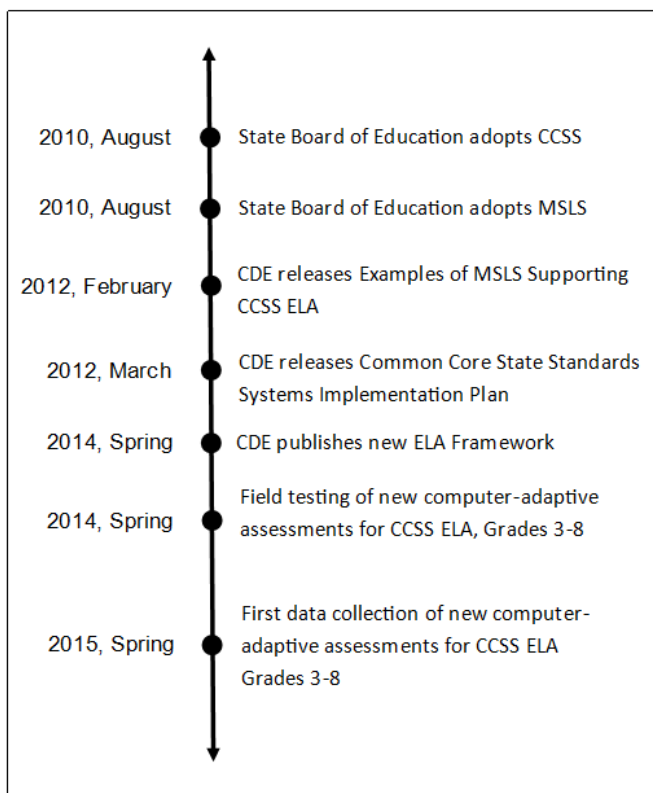 2010, August State Board of Education adopts CCSS
2010, August State Board of Education adopts MSLS
2012, February CDE releases Examples of MSLS Supporting
CCSS ELA
2012, March CDE releases Common Core State Standards
Systems Implementation Plan
2014, Spring CDE publishes new ELA Framework
2014, Spring Field testing of new computer-adaptive
assessments for CCSS ELA, Grades 3-8
2015, Spring First data collection of new computer-
adaptive assessments for CCSS ELA
Grades 3-8